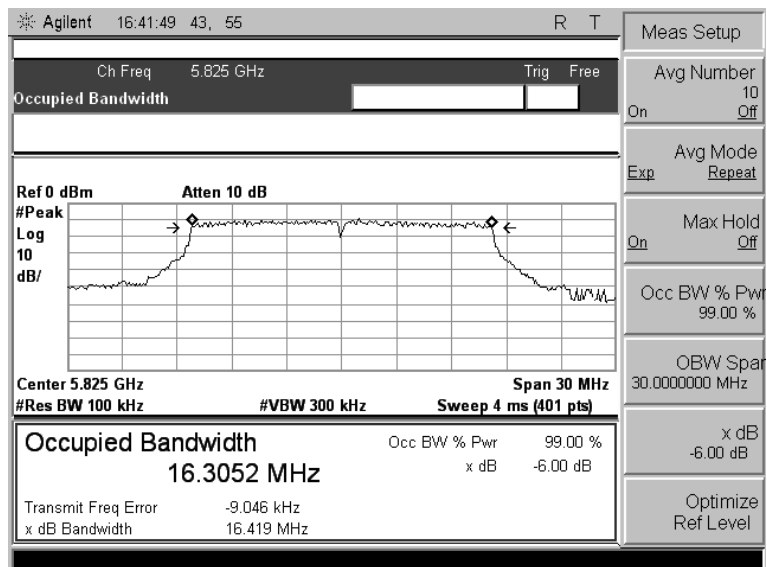 Agilent 16:41:49 43, 55 R T
Ch Freq 5.825 GHz Trig Free
Occupied Bandwidth
Ref 0 dBm Atten 10 dB
#Peak
Log
10
dB/
Center 5.825 GHz Span 30 MHz
#Res BW 100 kHz #VBW 300 kHz Sweep 4 ms (401 pts)
Occupied Bandwidth
16.3052 MHz
Occ BW % Pwr 99.00 %
x dB -6.00 dB
Transmit Freq Error -9.046 kHz
x dB Bandwidth 16.419 MHz
Meas Setup
Avg Number
10
On Off
Avg Mode
Exp Repeat
Max Hold
On Off
Occ BW % Pwr
99.00 %
OBW Span
30.0000000 MHz
x dB
-6.00 dB
Optimize
Ref Level